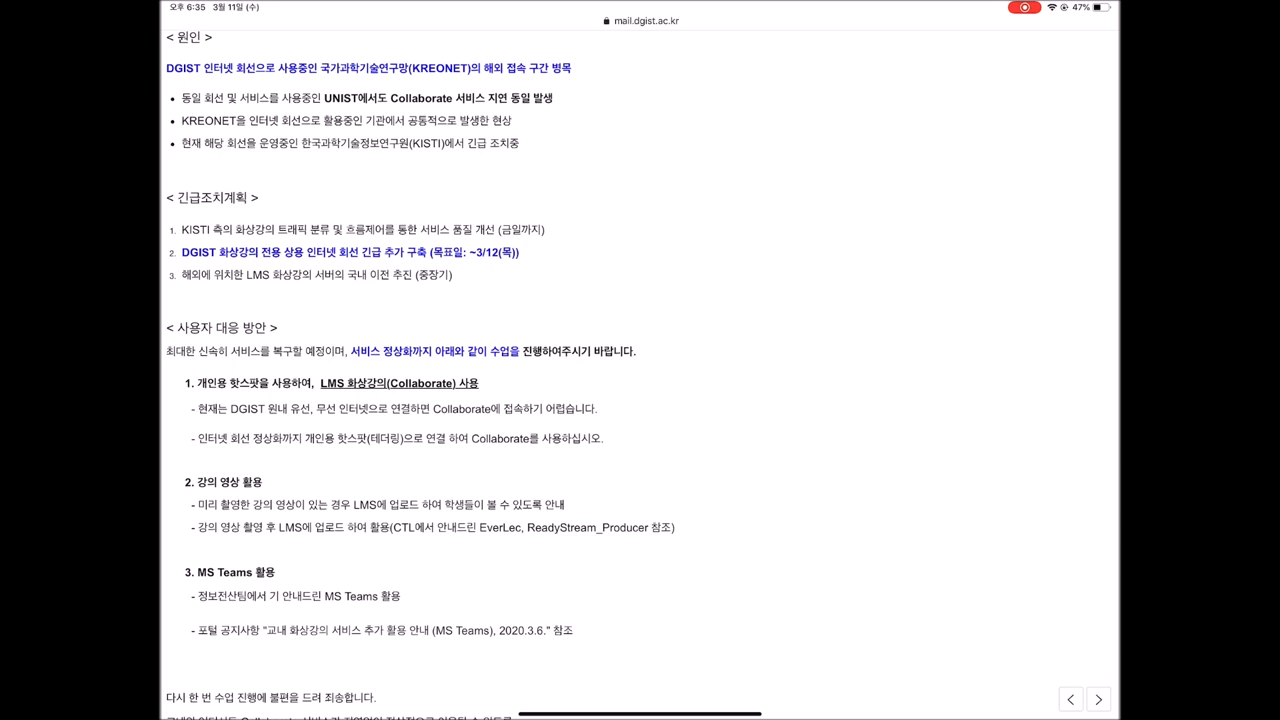 오후 6:35 3월 11일 (수)
47%
mail.dgist.ac.kr
< 원인 >
DGIST 인터넷 회선으로 사용중인 국가과학기술연구망(KREONET)의 해외 접속 구간 병목
• 동일 회선 및 서비스를 사용중인 UNIST에서도 Collaborate 서비스 지연 동일 발생
• KREONET을 인터넷 회선으로 활용중인 기관에서 공통적으로 발생한 현상
• 현재 해당 회선을 운영중인 한국과학기술정보연구원(KISTI)에서 긴급 조치중
< 긴급조치계획 >
1. KISTI 측의 화상강의 트래픽 분류 및 흐름제어를 통한 서비스 품질 개선 (금일까지)
2. DGIST 화상강의 전용 상용 인터넷 회선 긴급 추가 구축 (목표일: ~3/12(목))
3. 해외에 위치한 LMS 화상강의 서버의 국내 이전 추진 (중장기)
< 사용자 대응 방안 >
최대한 신속히 서비스를 복구할 예정이며, 서비스 정상화까지 아래와 같이 수업을 진행하여주시기 바랍니다.
1. 개인용 핫스팟을 사용하여, LMS 화상강의(Collaborate) 사용
- 현재는 DGIST 원내 유선, 무선 인터넷으로 연결하면 Collaborate에 접속하기 어렵습니다.
- 인터넷 회선 정상화까지 개인용 핫스팟(테더링)으로 연결 하여 Collaborate를 사용하십시오.
2. 강의 영상 활용
- 미리 촬영한 강의 영상이 있는 경우 LMS에 업로드 하여 학생들이 볼 수 있도록 안내
- 강의 영상 촬영 후 LMS에 업로드 하여 활용(CTL에서 안내드린 EverLec, ReadyStream_Producer 참조)
3. MS Teams 활용
- 정보전산팀에서 기 안내드린 MS Teams 활용
- 포털 공지사항 "교내 화상강의 서비스 추가 활용 안내 (MS Teams), 2020.3.6." 참조
다시 한 번 수업 진행에 불편을 드려 죄송합니다.